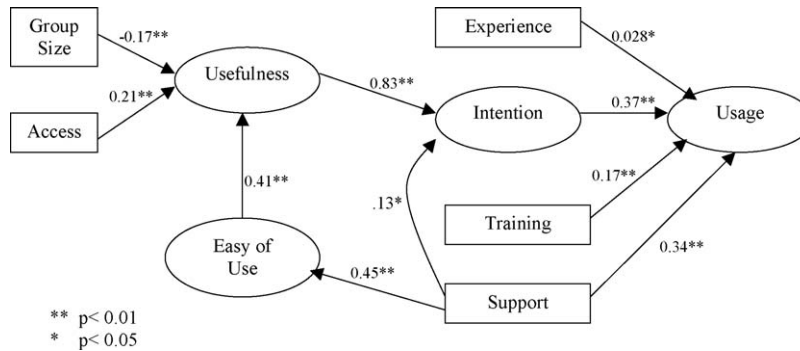 Group
Size
-0.17**
Experience
0.028*
Usefulness
0.83**
0.21**
Access
Intention
0.37**
Usage
0.41**
.13*
0.17**
Training
Easy of
Use
0.34**
0.45**
Support
** p< 0.01
* p< 0.05